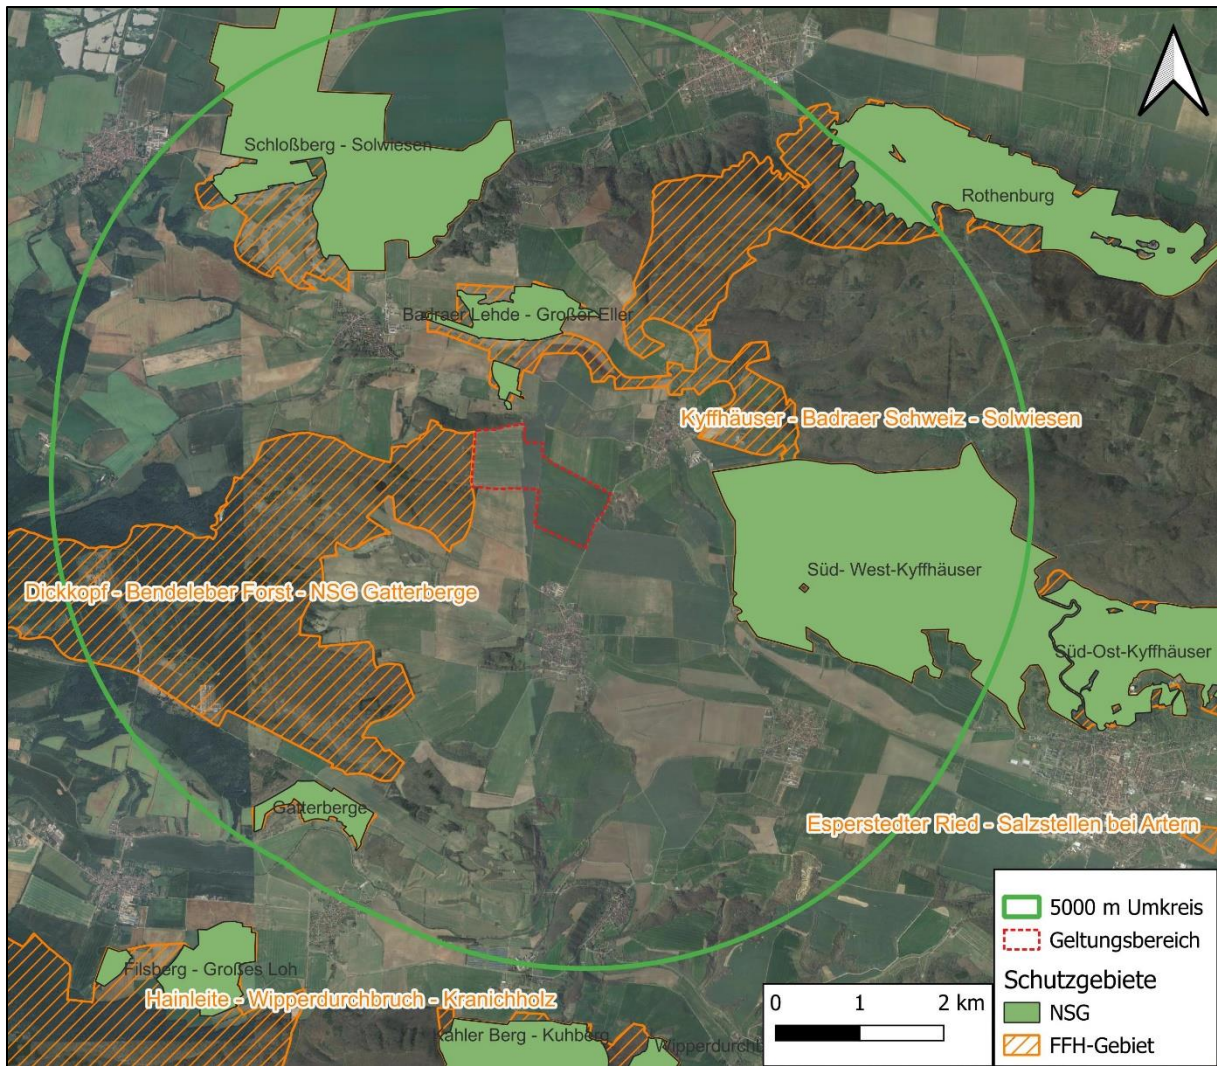 Schloßberg - Solwiesen
Rothenburg
Badraer Lehde - Großer Eller
Kyffhäuser - Badraer Schweiz - Solwiesen
Süd- West-Kyffhäuser
Dickkopf - Bendeleber Forst - NSG Gatterberge
Süd-Ost-Kyffhäuser
Gatterberge
Esperstedter Ried - Salzstellen bei Artern
Filsberg - Großes Loh
Hainleite - Wipperdurchbruch - Kranichholz
Kahler Berg - Kuhberg
Wipperdurchb
5000 m Umkreis
Geltungsbereich
Schutzgebiete
NSG
FFH-Gebiet
0 1 2 km